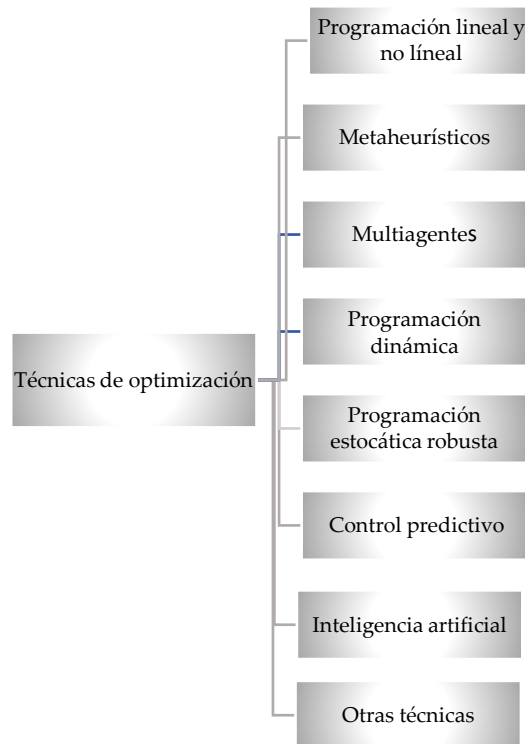 Programación lineal y
no líneal
Metaheurísticos
Multiagentes
Programación
dinámica
Técnicas de optimización
Programación
estocática robusta
Control predictivo
Inteligencia artificial
Otras técnicas